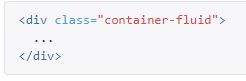 <div class="container-fluid">
  ...
</div>